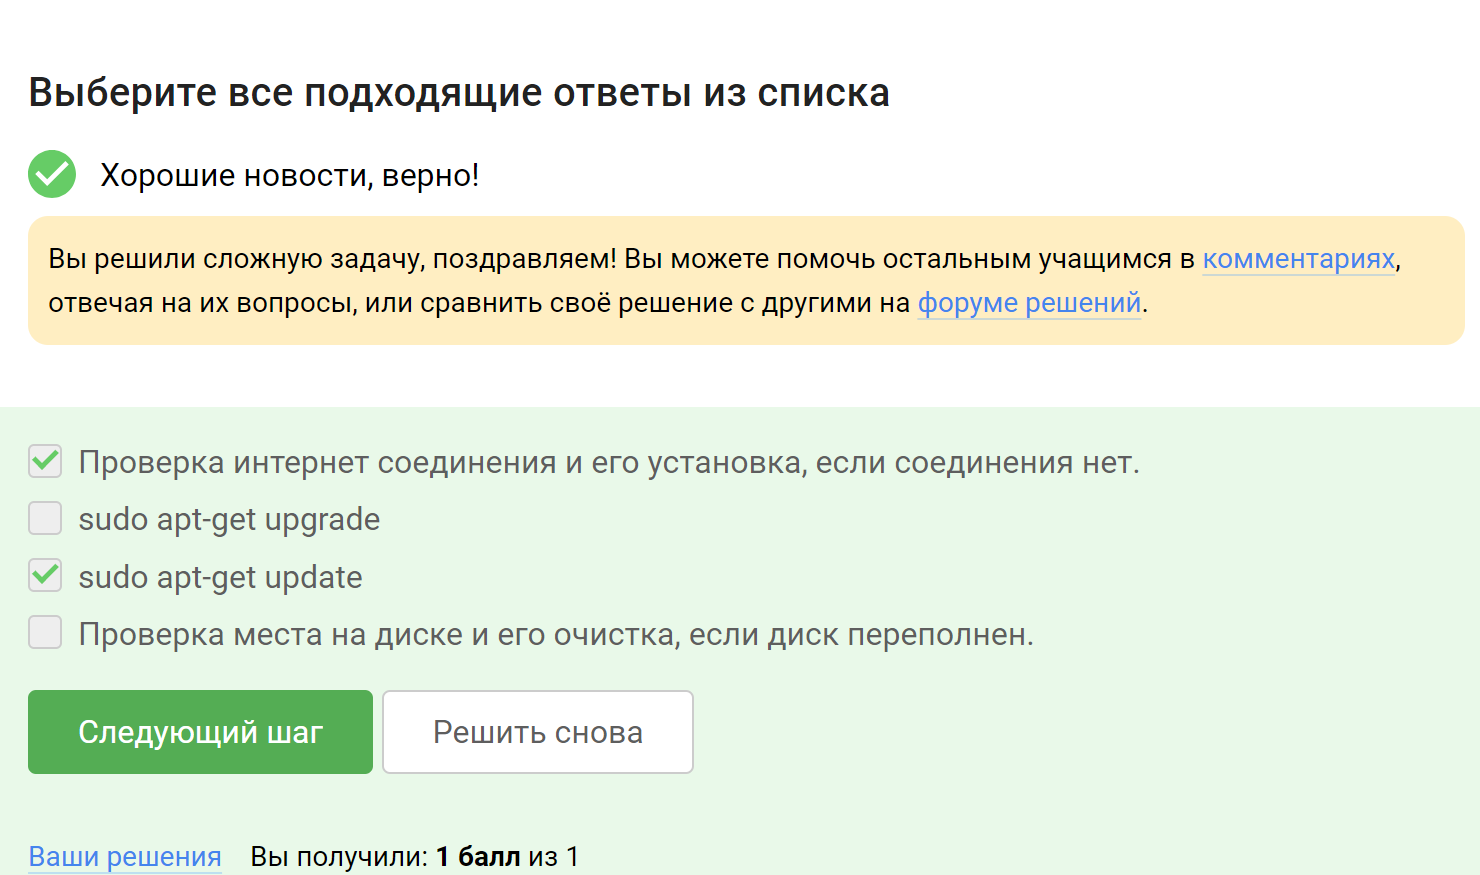 Выберите все подходящие ответы из списка
Хорошие новости, верно!
Вы решили сложную задачу, поздравляем! Вы можете помочь остальным учащимся в комментариях,
отвечая на их вопросы, или сравнить своё решение с другими на форуме решений.
Проверка интернет соединения и его установка, если соединения нет.
sudo apt-get upgrade
sudo apt-get update
Проверка места на диске и его очистка, если диск переполнен.
Следующий шаг Решить снова
Ваши решения Вы получили: 1 балл из 1